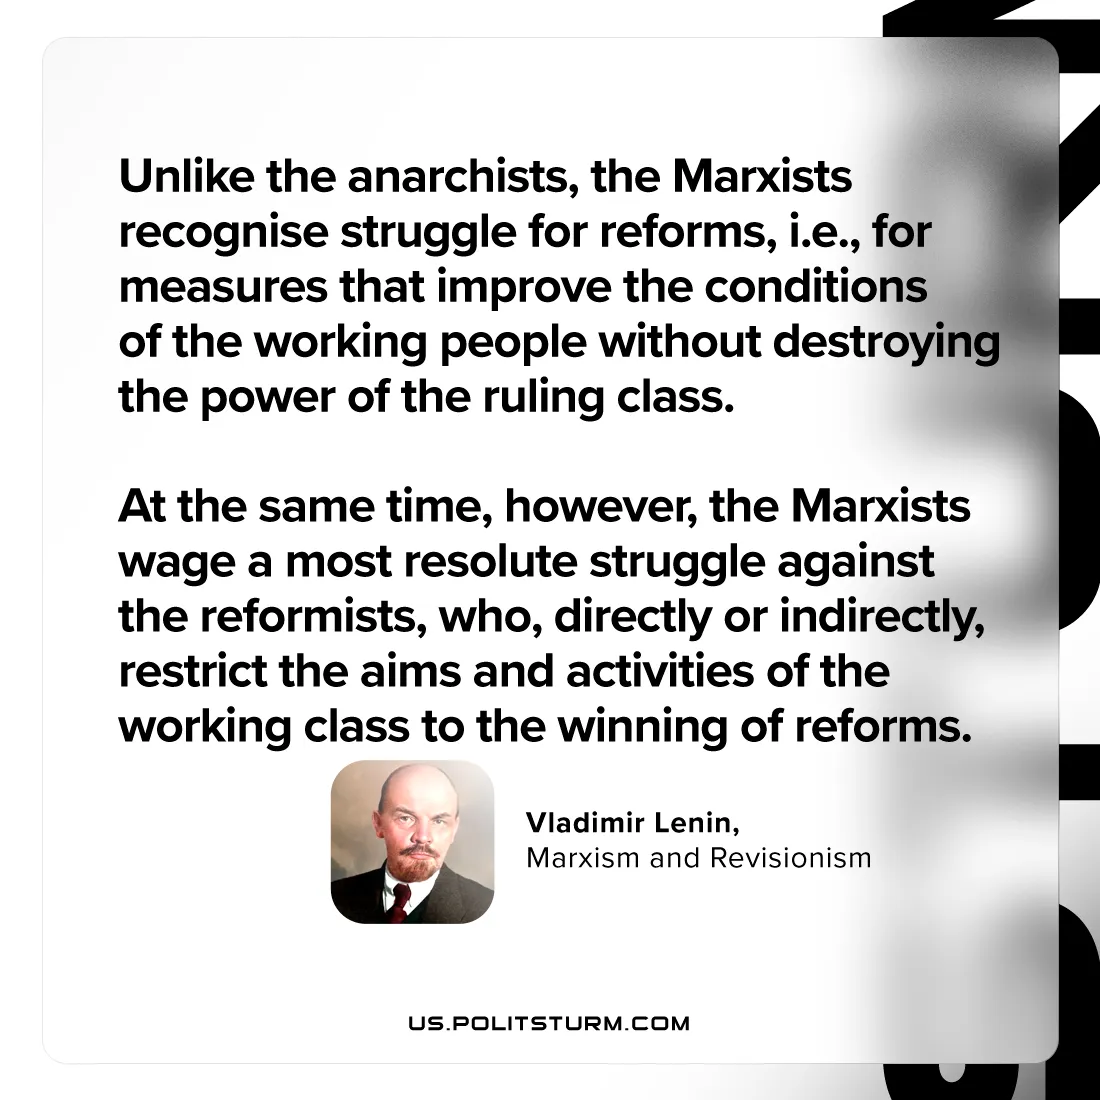 Unlike the anarchists, the Marxists
recognise struggle for reforms, i.e., for
measures that improve the conditions
of the working people without destroying
the power of the ruling class.
At the same time, however, the Marxists
wage a most resolute struggle against
the reformists, who, directly or indirectly,
restrict the aims and activities of the
working class to the winning of reforms.
Vladimir Lenin,
Marxism and Revisionism
US.POLITSTURM.COM